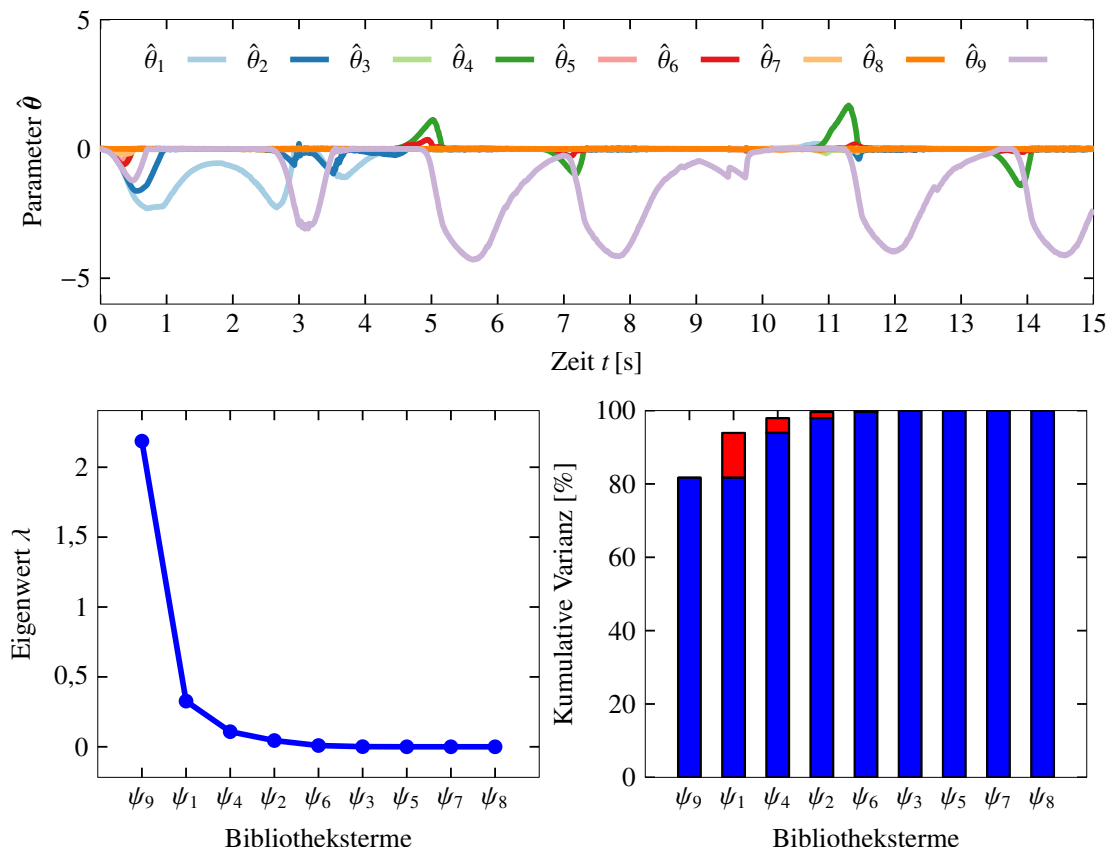 5
θ̂₁ θ̂₂ θ̂₃ θ̂₄ θ̂₅ θ̂₆ θ̂₇ θ̂₈ θ̂₉
Parameter θ̂
0
−5
0 1 2 3 4 5 6 7 8 9 10 11 12 13 14 15
Zeit t [s]
Eigenwert λ
2
1,5
1
0,5
0
ψ₉ ψ₁ ψ₄ ψ₂ ψ₆ ψ₃ ψ₅ ψ₇ ψ₈
Bibliotheksterme
Kumulative Varianz [%]
100
80
60
40
20
0
ψ₉ ψ₁ ψ₄ ψ₂ ψ₆ ψ₃ ψ₅ ψ₇ ψ₈
Bibliotheksterme